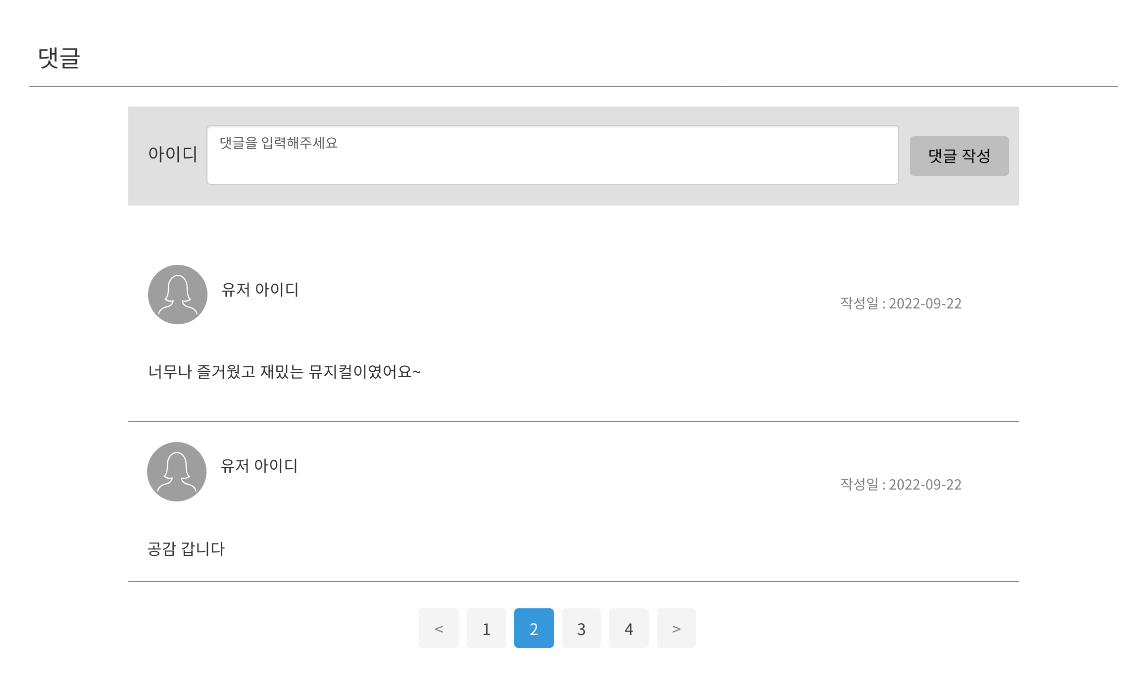 댓글
아이디
댓글을 입력해주세요
댓글 작성
유저 아이디
작성일 : 2022-09-22
너무나 즐거웠고 재밌는 뮤지컬이였어요~
유저 아이디
작성일 : 2022-09-22
공감 갑니다
< 1 2 3 4 >